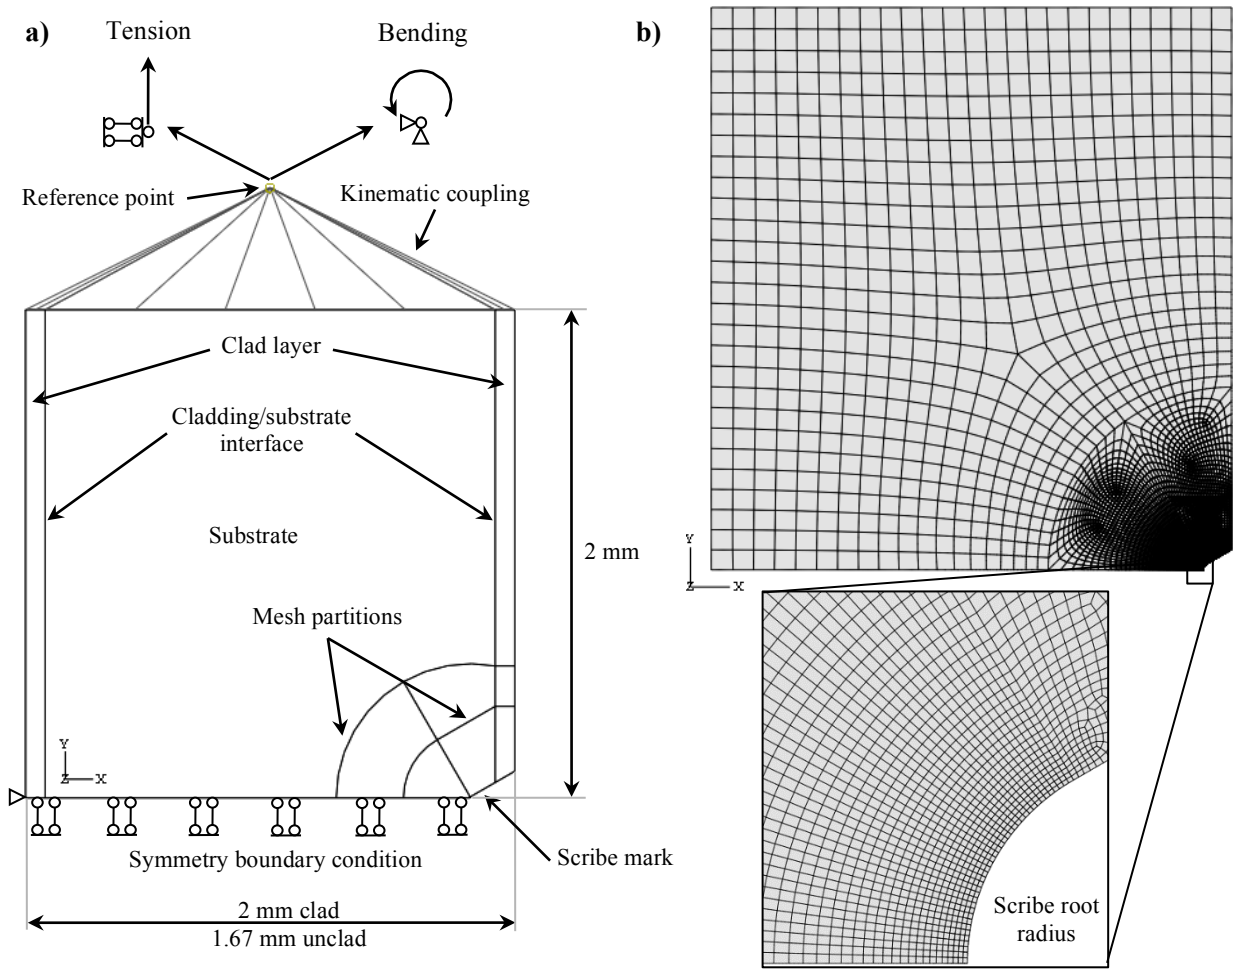 a)
Tension
Bending
Reference point
Kinematic coupling
Clad layer
Cladding/substrate
interface
Substrate
2 mm
Mesh partitions
Y
Z
X
Symmetry boundary condition
Scribe mark
2 mm clad
1.67 mm unclad
b)
Y
Z
X
Scribe root
radius